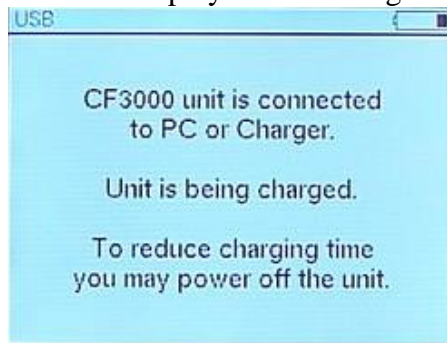 USB
CF3000 unit is connected
to PC or Charger.
Unit is being charged.
To reduce charging time
you may power off the unit.